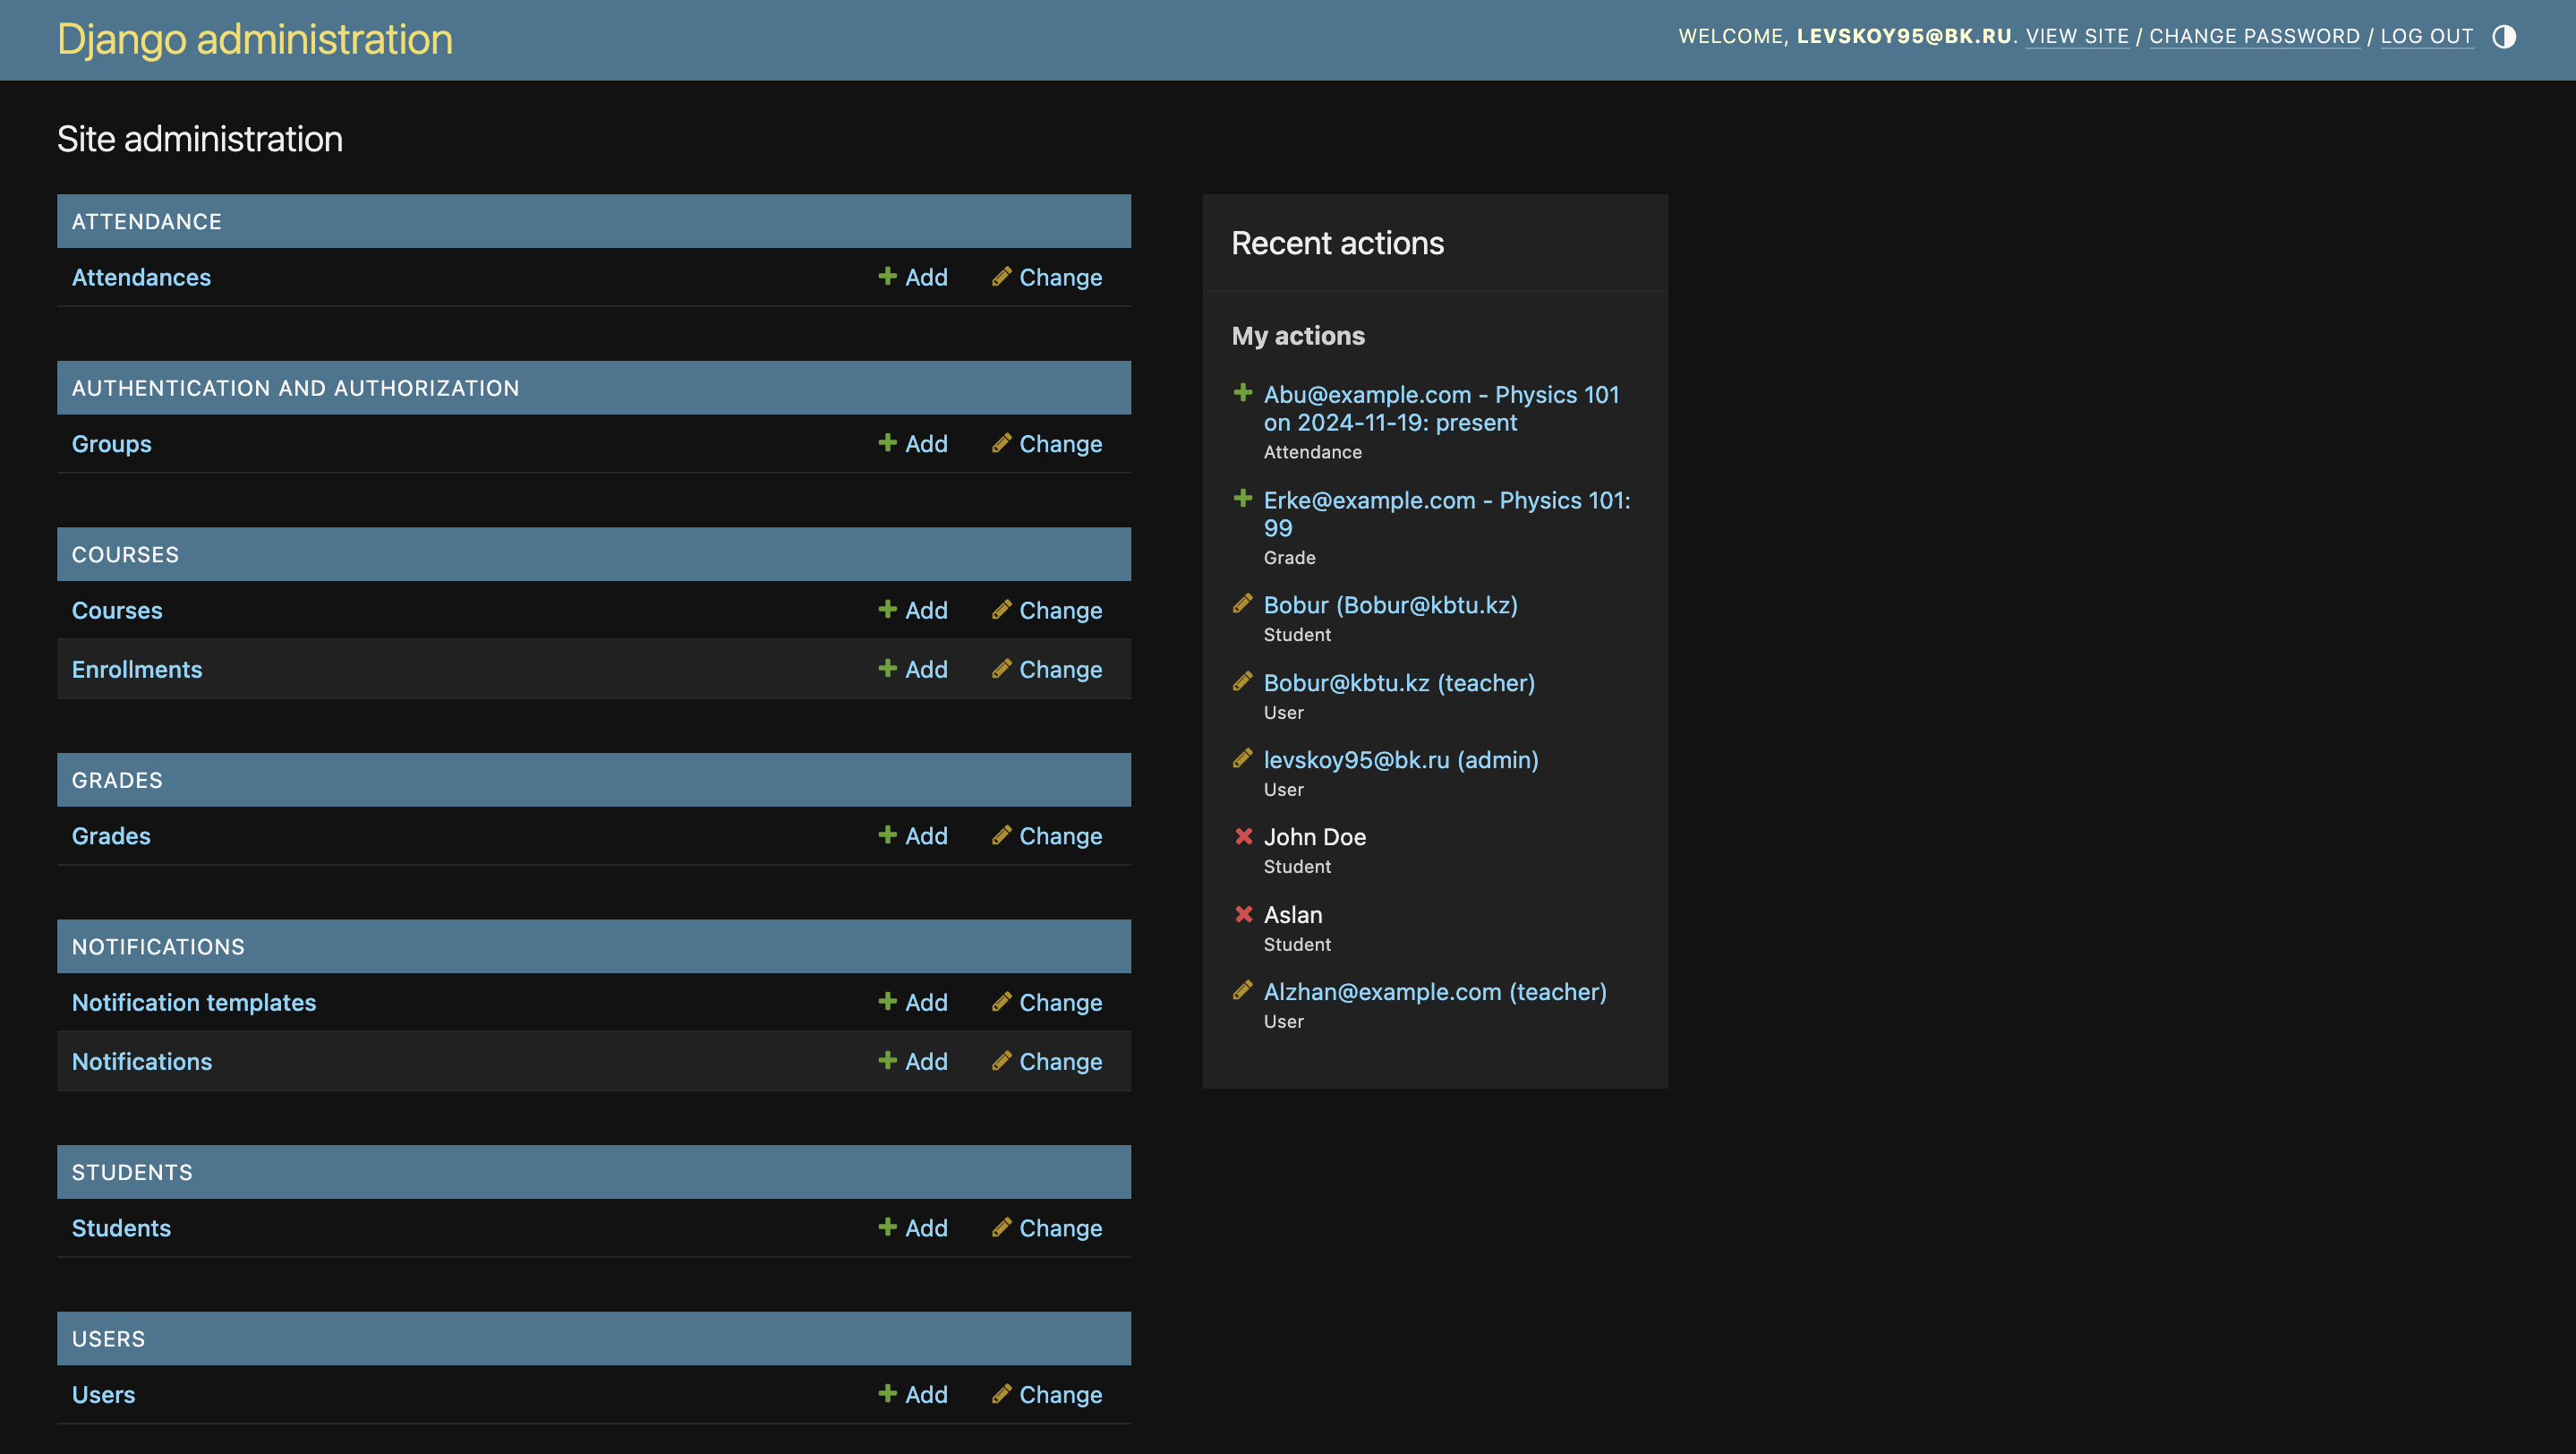 Django administration
WELCOME, LEVSKOY95@BK.RU. VIEW SITE / CHANGE PASSWORD / LOG OUT
Site administration
ATTENDANCE
Attendances Add Change
AUTHENTICATION AND AUTHORIZATION
Groups Add Change
COURSES
Courses Add Change
Enrollments Add Change
GRADES
Grades Add Change
NOTIFICATIONS
Notification templates Add Change
Notifications Add Change
STUDENTS
Students Add Change
USERS
Users Add Change
Recent actions
My actions
Abu@example.com - Physics 101
on 2024-11-19: present
Attendance
Erke@example.com - Physics 101:
99
Grade
Bobur (Bobur@kbtu.kz)
Student
Bobur@kbtu.kz (teacher)
User
levskoy95@bk.ru (admin)
User
John Doe
Student
Aslan
Student
Alzhan@example.com (teacher)
User